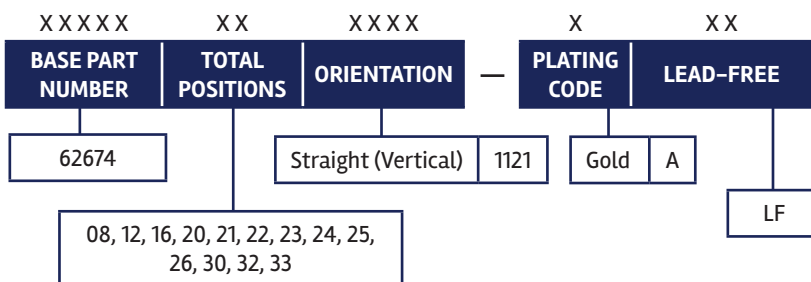 XXXXX XX XXXX X XX
BASE PART NUMBER TOTAL POSITIONS ORIENTATION — PLATING CODE LEAD-FREE
62674
Straight (Vertical) 1121
Gold A
LF
08, 12, 16, 20, 21, 22, 23, 24, 25,
26, 30, 32, 33